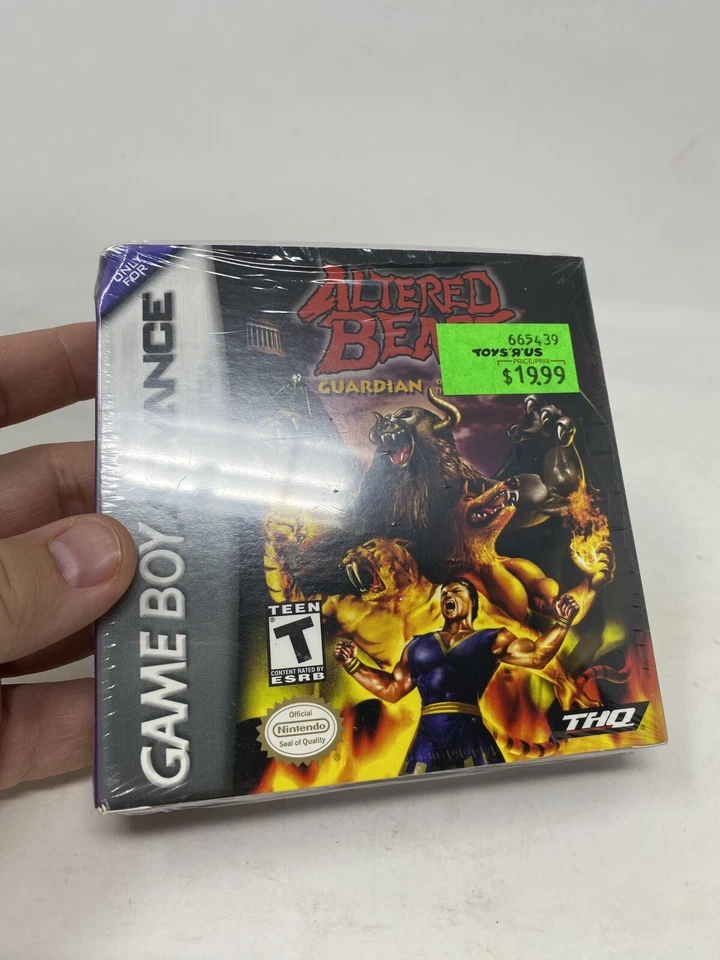 ONLY
FOR
GAME BOY ADVANCE
ALTERED
BEAST
GUARDIAN
665439
TOYS"R"US
PRICE/PRIX
$19.99
TEEN
T
CONTENT RATED BY
ESRB
Official
Nintendo
Seal of Quality
THQ